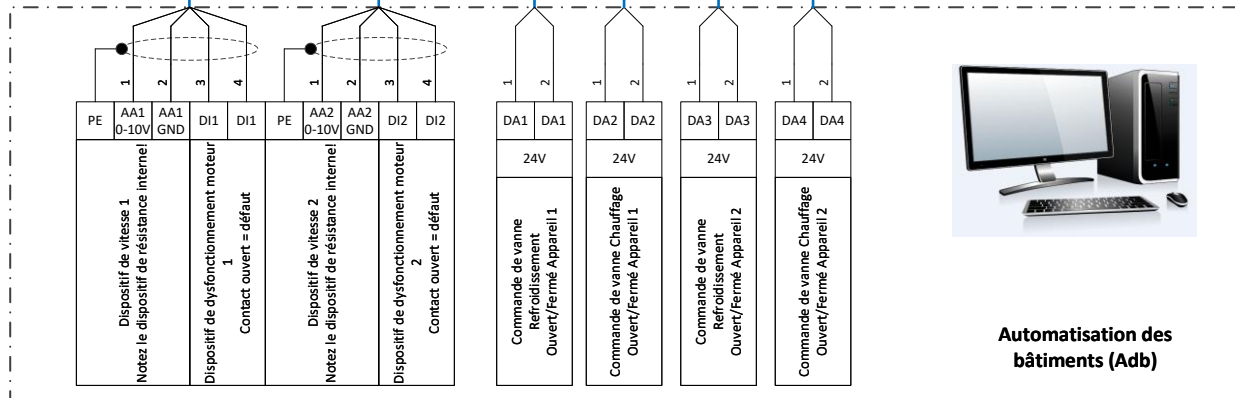 1 2 3 4 1 2 3 4 1 2 1 2 1 2 1 2
PE AA1 AA1 DI1 DI1 PE AA2 AA2 DI2 DI2 DA1 DA1 DA2 DA2 DA3 DA3 DA4 DA4
0-10V GND 0-10V GND
24V 24V 24V 24V
Dispositif de vitesse 1
Notez le dispositif de résistance interne!
Dispositif de dysfonctionnement moteur
1
Contact ouvert = défaut
Dispositif de vitesse 2
Notez le dispositif de résistance interne!
Dispositif de dysfonctionnement moteur
2
Contact ouvert = défaut
Commande de vanne
Refroidissement
Ouvert/Fermé Appareil 1
Commande de vanne Chauffage
Ouvert/Fermé Appareil 1
Commande de vanne
Refroidissement
Ouvert/Fermé Appareil 2
Commande de vanne Chauffage
Ouvert/Fermé Appareil 2
Automatisation des
bâtiments (Adb)